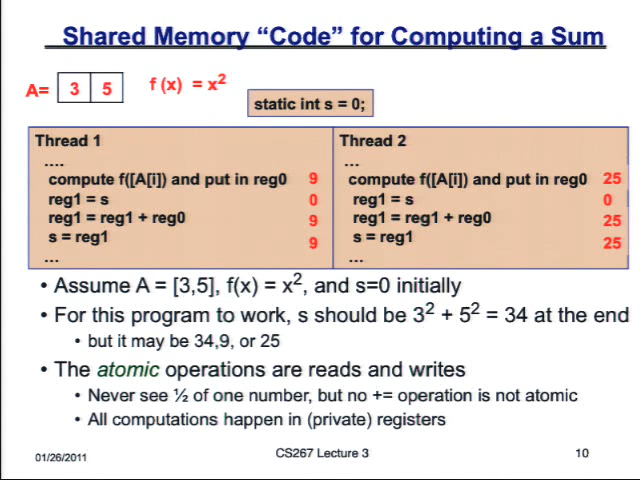 Shared Memory “Code” for Computing a Sum
A= 3 5 f (x) = x²
static int s = 0;
Thread 1
....
compute f([A[i]) and put in reg0 9
reg1 = s 0
reg1 = reg1 + reg0 9
s = reg1 9
...
Thread 2
...
compute f([A[i]) and put in reg0 25
reg1 = s 0
reg1 = reg1 + reg0 25
s = reg1 25
...
• Assume A = [3,5], f(x) = x², and s=0 initially
• For this program to work, s should be 3² + 5² = 34 at the end
• but it may be 34,9, or 25
• The atomic operations are reads and writes
• Never see ½ of one number, but no += operation is not atomic
• All computations happen in (private) registers
01/26/2011 CS267 Lecture 3 10